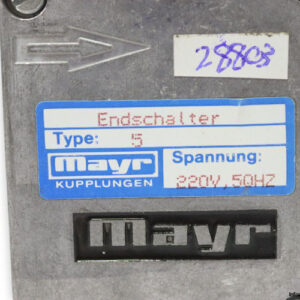 28803
Endschalter
Type: 5
mayr
KUPPLUNGEN
Spannung:
220V, 50HZ
mayr